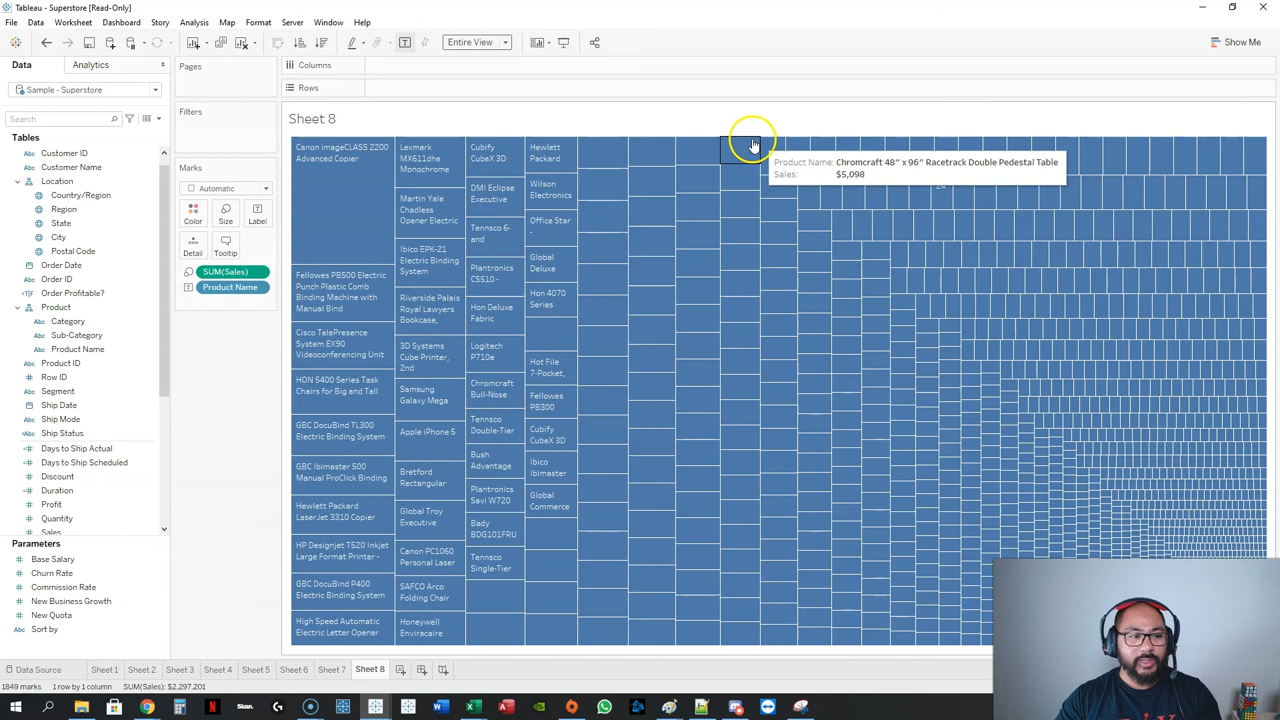 Tableau - Superstore [Read-Only]
File Data Worksheet Dashboard Story Analysis Map Format Server Window Help
Entire View
Show Me
Data Analytics
Pages
Columns
Sample - Superstore
Rows
Search
Filters
Tables
Customer ID
Customer Name
Location
Country/Region
Region
State
City
Postal Code
Order Date
Order ID
Order Profitable?
Product
Category
Sub-Category
Product Name
Product ID
Row ID
Segment
Ship Date
Ship Mode
Ship Status
Days to Ship Actual
Days to Ship Scheduled
Discount
Duration
Profit
Quantity
Sales
Parameters
Base Salary
Churn Rate
Commission Rate
New Business Growth
New Quota
Sort by
Marks
Automatic
Color Size Label
Detail Tooltip
SUM(Sales)
Product Name
Sheet 8
Canon imageCLASS 2200
Advanced Copier
Fellowes PB500 Electric
Punch Plastic Comb
Binding Machine with
Manual Bind
Cisco TelePresence
System EX90
Videoconferencing Unit
HON 5400 Series Task
Chairs for Big and Tall
GBC DocuBind TL300
Electric Binding System
GBC Ibimaster 500
Manual ProClick Binding
Hewlett Packard
LaserJet 3310 Copier
HP Designjet T520 Inkjet
Large Format Printer -
GBC DocuBind P400
Electric Binding System
High Speed Automatic
Electric Letter Opener
Lexmark
MX611dhe
Monochrome
Martin Yale
Chadless
Opener Electric
Ibico EPK-21
Electric Binding
System
Riverside Palais
Royal Lawyers
Bookcase,
3D Systems
Cube Printer,
2nd
Samsung
Galaxy Mega
Apple iPhone 5
Bretford
Rectangular
Global Troy
Executive
Canon PC1060
Personal Laser
SAFCO Arco
Folding Chair
Honeywell
Enviracaire
Cubify
CubeX 3D
DMI Eclipse
Executive
Tennsco 6-
and
Plantronics
CS510 -
Hon Deluxe
Fabric
Logitech
P710e
Chromcraft
Bull-Nose
Tennsco
Double-Tier
Bush
Advantage
Plantronics
Savi W720
Bady
BDG101FRU
Tennsco
Single-Tier
Hewlett
Packard
Wilson
Electronics
Office Star
-
Global
Deluxe
Hon 4070
Series
Hot File
7-Pocket,
Fellowes
PB300
Cubify
CubeX 3D
Ibico
Ibimaster
Global
Commerce
Product Name: Chromcraft 48" x 96" Racetrack Double Pedestal Table
Sales: $5,098
24
Data Source Sheet 1 Sheet 2 Sheet 3 Sheet 4 Sheet 5 Sheet 6 Sheet 7 Sheet 8
1849 marks 1 row by 1 column SUM(Sales): $2,297,201
Stan.